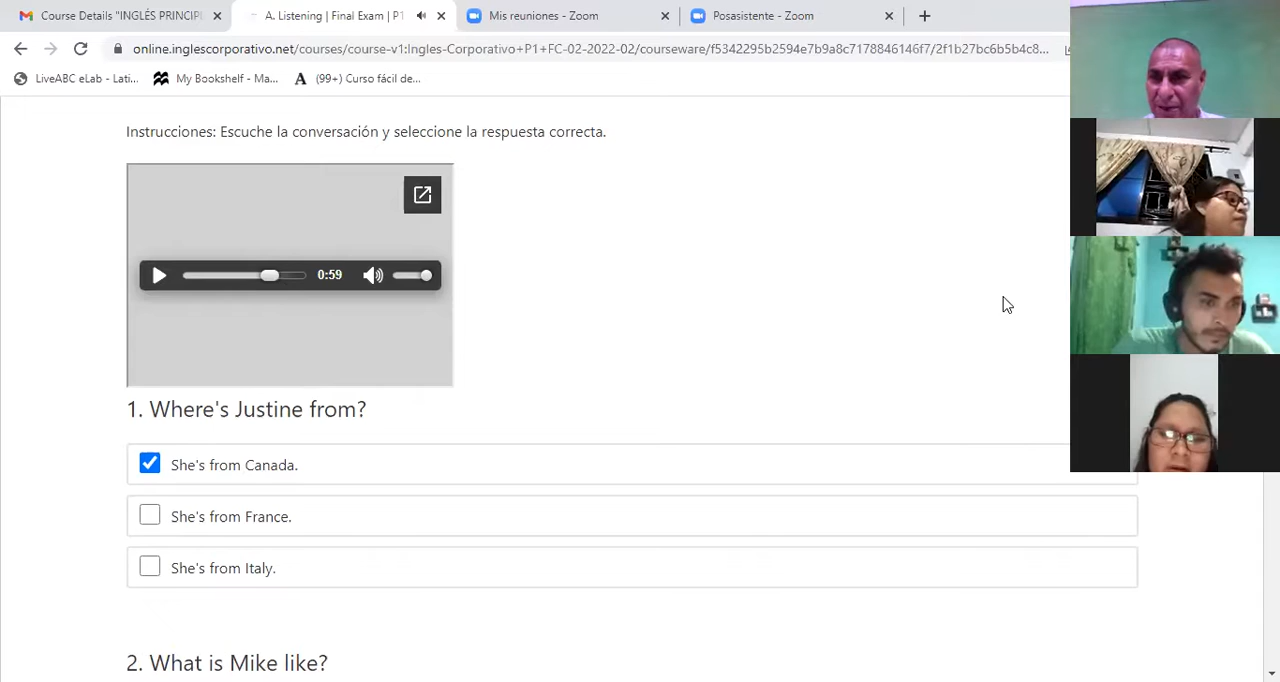 Course Details "INGLÉS PRINCIPI
A. Listening | Final Exam | P1
Mis reuniones - Zoom
Posasistente - Zoom
online.inglescorporativo.net/courses/course-v1:Ingles-Corporativo+P1+FC-02-2022-02/courseware/f5342295b2594e7b9a8c7178846146f7/2f1b27bc6b5b4c8...
LiveABC eLab - Lati...
My Bookshelf - Ma...
(99+) Curso fácil de...
Instrucciones: Escuche la conversación y seleccione la respuesta correcta.
0:59
1. Where's Justine from?
She's from Canada.
She's from France.
She's from Italy.
2. What is Mike like?